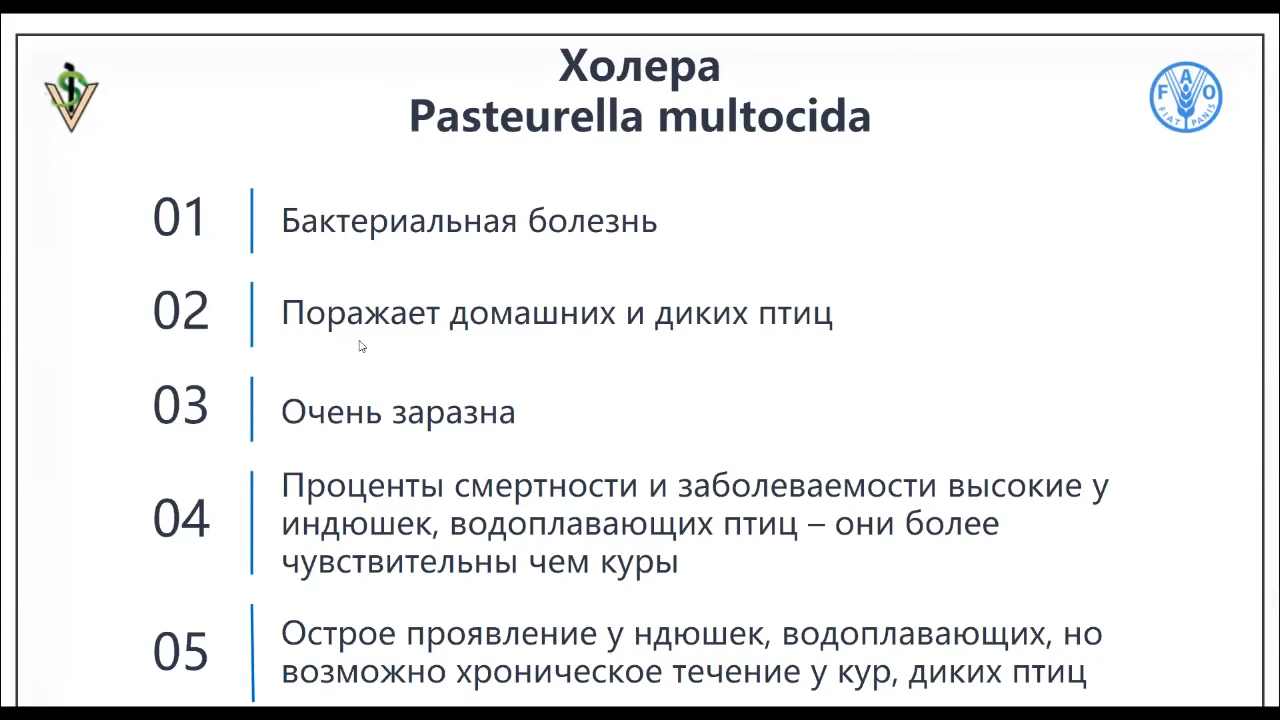 Холера
Pasteurella multocida
F A O
FIAT PANIS
01
Бактериальная болезнь
02
Поражает домашних и диких птиц
03
Очень заразна
04
Проценты смертности и заболеваемости высокие у
индюшек, водоплавающих птиц – они более
чувствительны чем куры
05
Острое проявление у ндюшек, водоплавающих, но
возможно хроническое течение у кур, диких птиц